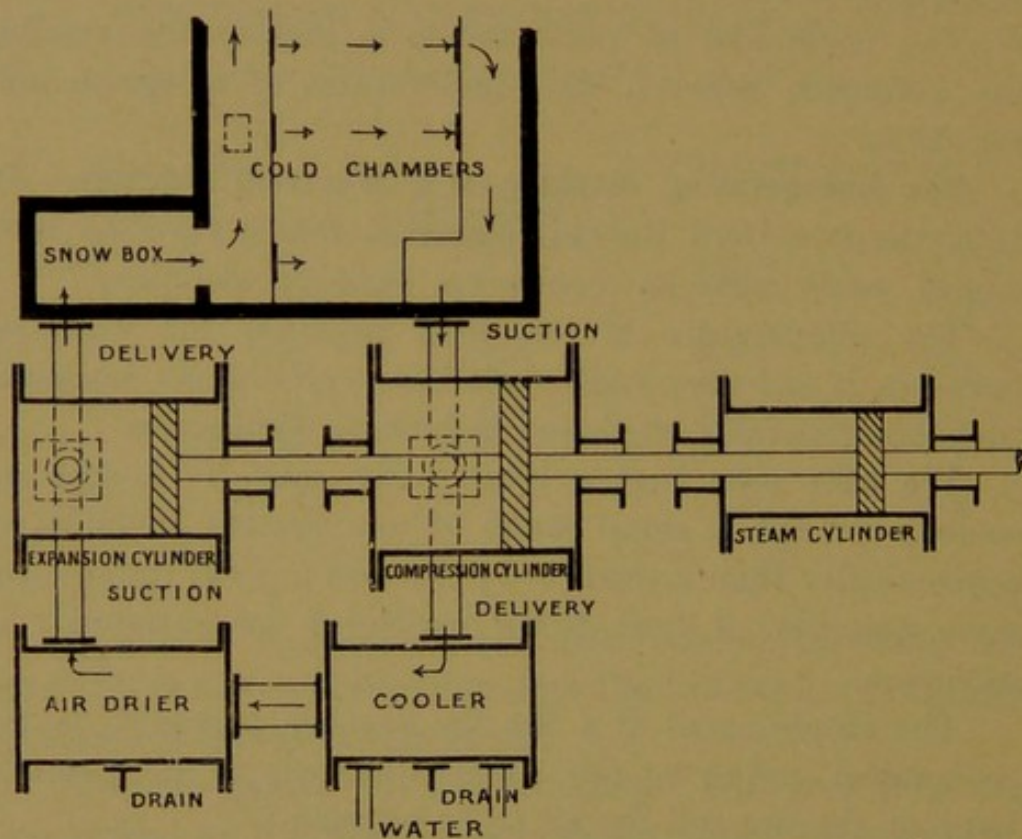 COLD CHAMBERS
SNOW BOX
SUCTION
DELIVERY
EXPANSION CYLINDER
COMPRESSION CYLINDER
STEAM CYLINDER
SUCTION
DELIVERY
AIR DRIER
COOLER
DRAIN
DRAIN
WATER